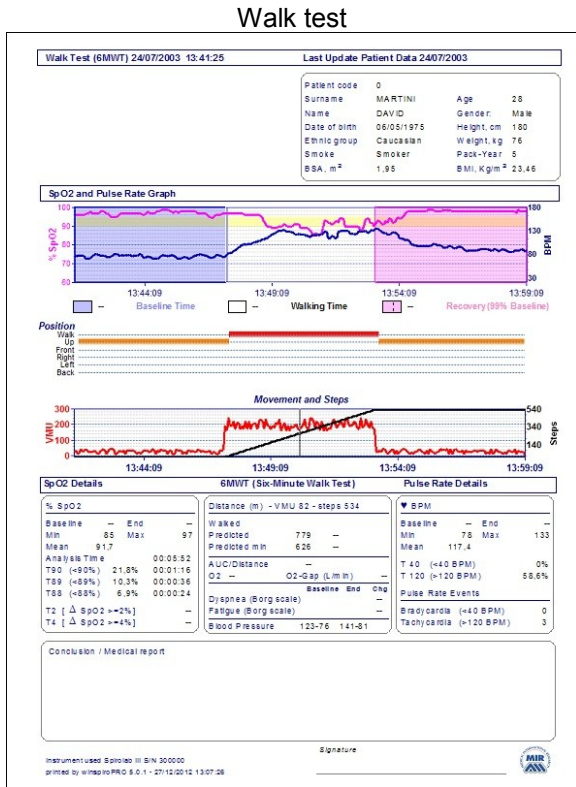 Walk test
Walk Test (6MWT) 24/07/2003 13:41:25 Last Update Patient Data 24/07/2003
Patient code 0
Surname MARTINI Age 28
Name DAVID Gender: Male
Date of birth 06/05/1975 Height, cm 180
Ethnic group Caucasian Weight, kg 76
Smoke Smoker Pack-Year 5
BSA, m² 1,95 BMI, Kg/m² 23,46
SpO2 and Pulse Rate Graph
100 180
90 130
80 80
70 30
60
% SpO2 BPM
13:44:09 13:49:09 13:54:09 13:59:09
-- Baseline Time -- Walking Time -- Recovery (99% Baseline)
Position
Walk
Up
Front
Right
Left
Back
Movement and Steps
300 540
200 340
100 140
0
VMU Steps
13:44:09 13:49:09 13:54:09 13:59:09
SpO2 Details 6MWT (Six-Minute Walk Test) Pulse Rate Details
% SpO2 Distance (m) - VMU 82 - steps 534 ♥ BPM
Baseline -- End -- Walked Baseline -- End --
Min 85 Max 97 Predicted 779 -- Min 78 Max 133
Mean 91,7 Predicted min 626 -- Mean 117,4
Analysis Time 00:05:52 AUC/Distance --
T90 (<90%) 21,8% 00:01:16 O2 -- O2-Gap (L/min) -- T 40 (<40 BPM) 0%
T89 (<89%) 10,3% 00:00:36 Baseline End Chg T 120 (>120 BPM) 58,6%
T88 (<88%) 6,9% 00:00:24 Dyspnea (Borg scale) -- Pulse Rate Events
T2 [ Δ SpO2 >=2%] -- Fatigue (Borg scale) -- Bradycardia (<40 BPM) 0
T4 [ Δ SpO2 >=4%] -- Blood Pressure 123-76 141-81 Tachycardia (>120 BPM) 3
Conclusion / Medical report
Signature
Instrument used Spirolab III S/N 300000
printed by winspiroPRO 5.0.1 - 27/12/2012 13:07:26
MIR